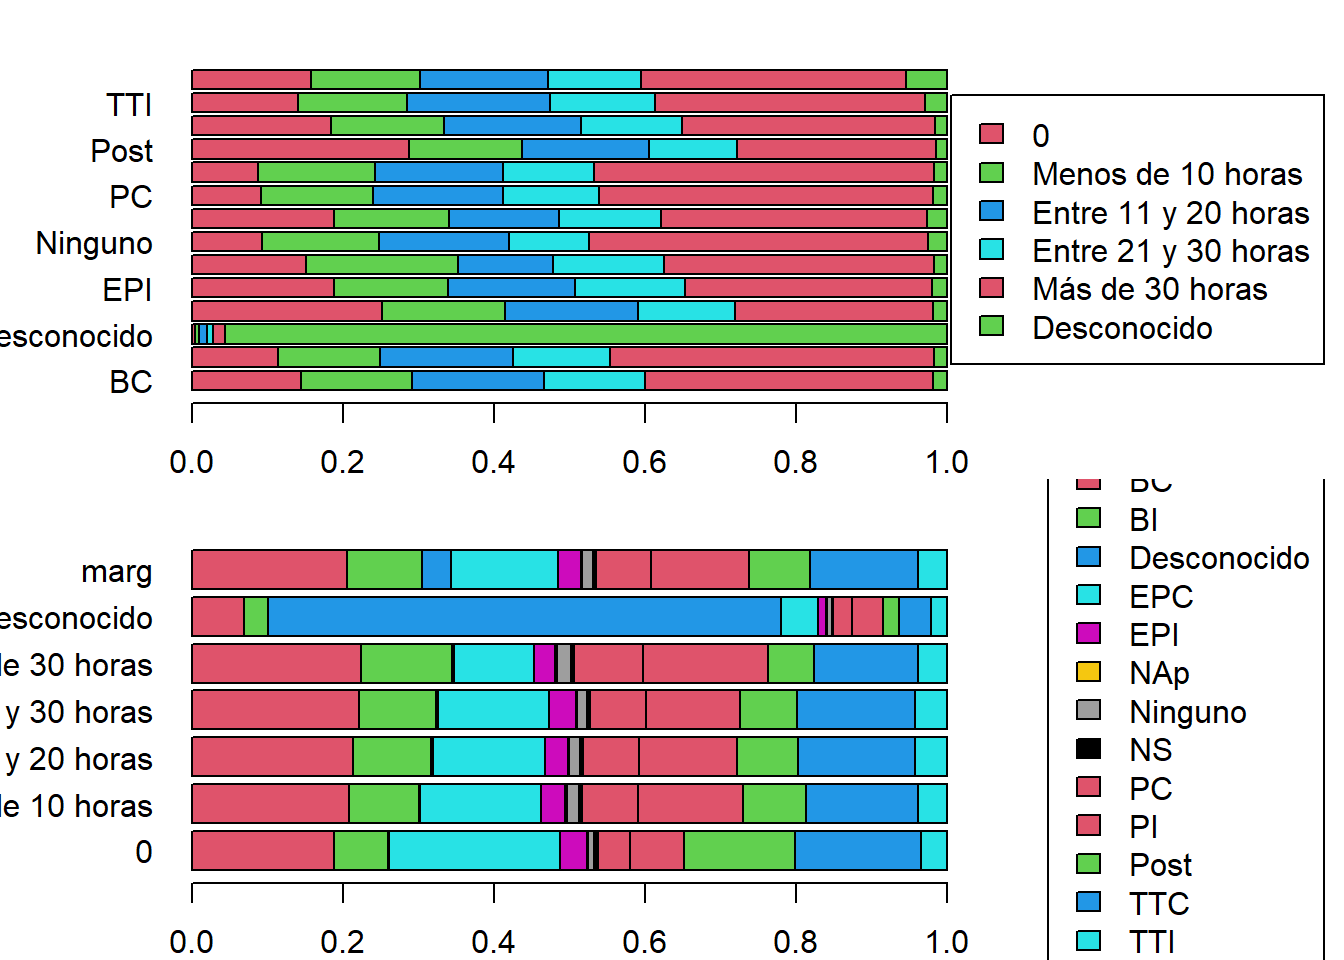 TTI
Post
PC
Ninguno
EPI
esconocido
BC
0.0 0.2 0.4 0.6 0.8 1.0
0
Menos de 10 horas
Entre 11 y 20 horas
Entre 21 y 30 horas
Más de 30 horas
Desconocido
marg
esconocido
de 30 horas
y 30 horas
y 20 horas
de 10 horas
0
0.0 0.2 0.4 0.6 0.8 1.0
BC
BI
Desconocido
EPC
EPI
NAp
Ninguno
NS
PC
PI
Post
TTC
TTI